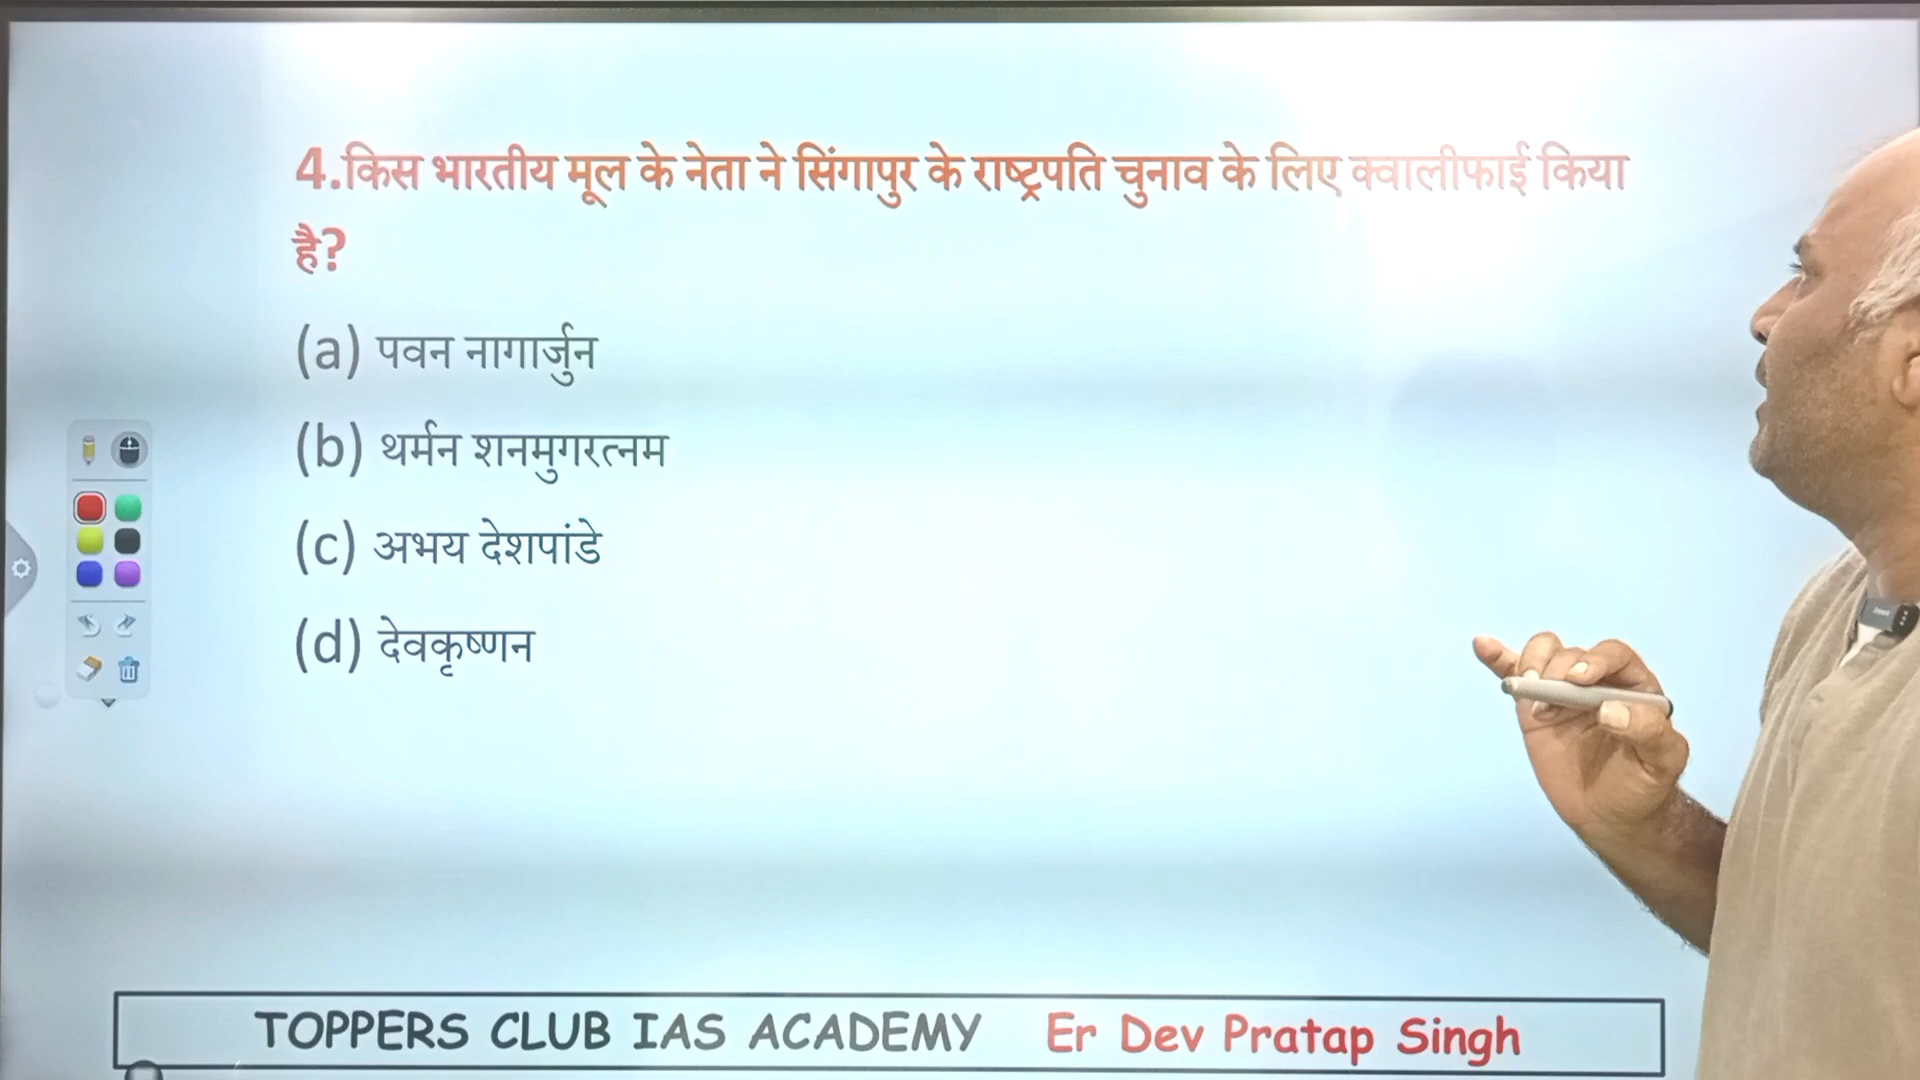 4.किस भारतीय मूल के नेता ने सिंगापुर के राष्ट्रपति चुनाव के लिए क्वालीफाई किया
है?
(a) पवन नागार्जुन
(b) थर्मन शनमुगरत्नम
(c) अभय देशपांडे
(d) देवकृष्णन
TOPPERS CLUB IAS ACADEMY Er Dev Pratap Singh